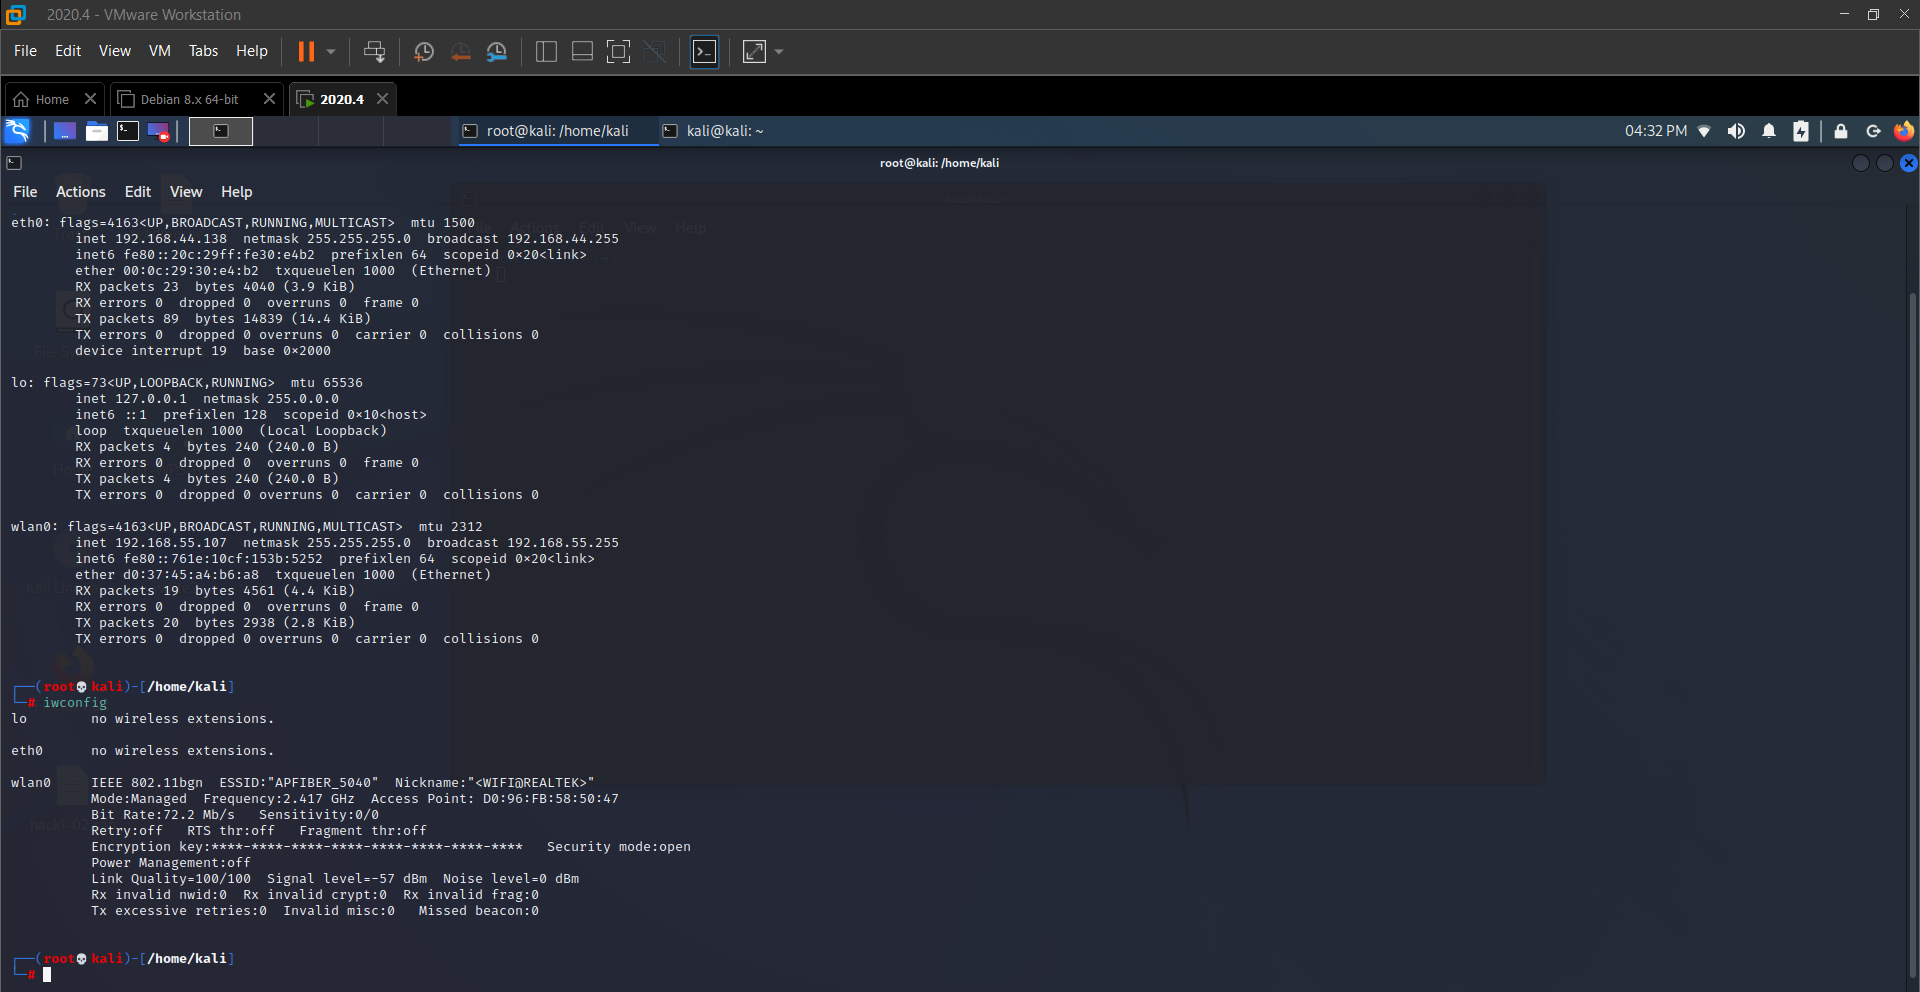 2020.4 - VMware Workstation
File Edit View VM Tabs Help
Home Debian 8.x 64-bit 2020.4
root@kali: /home/kali kali@kali: ~ 04:32 PM
root@kali: /home/kali
File Actions Edit View Help
eth0: flags=4163<UP,BROADCAST,RUNNING,MULTICAST>  mtu 1500
        inet 192.168.44.138  netmask 255.255.255.0  broadcast 192.168.44.255
        inet6 fe80::20c:29ff:fe30:e4b2  prefixlen 64  scopeid 0×20<link>
        ether 00:0c:29:30:e4:b2  txqueuelen 1000  (Ethernet)
        RX packets 23  bytes 4040 (3.9 KiB)
        RX errors 0  dropped 0  overruns 0  frame 0
        TX packets 89  bytes 14839 (14.4 KiB)
        TX errors 0  dropped 0 overruns 0  carrier 0  collisions 0
        device interrupt 19  base 0×2000
lo: flags=73<UP,LOOPBACK,RUNNING>  mtu 65536
        inet 127.0.0.1  netmask 255.0.0.0
        inet6 ::1  prefixlen 128  scopeid 0×10<host>
        loop  txqueuelen 1000  (Local Loopback)
        RX packets 4  bytes 240 (240.0 B)
        RX errors 0  dropped 0  overruns 0  frame 0
        TX packets 4  bytes 240 (240.0 B)
        TX errors 0  dropped 0 overruns 0  carrier 0  collisions 0
wlan0: flags=4163<UP,BROADCAST,RUNNING,MULTICAST>  mtu 2312
        inet 192.168.55.107  netmask 255.255.255.0  broadcast 192.168.55.255
        inet6 fe80::761e:10cf:153b:5252  prefixlen 64  scopeid 0×20<link>
        ether d0:37:45:a4:b6:a8  txqueuelen 1000  (Ethernet)
        RX packets 19  bytes 4561 (4.4 KiB)
        RX errors 0  dropped 0  overruns 0  frame 0
        TX packets 20  bytes 2938 (2.8 KiB)
        TX errors 0  dropped 0 overruns 0  carrier 0  collisions 0
┌──(root💀kali)-[/home/kali]
└─# iwconfig
lo        no wireless extensions.
eth0      no wireless extensions.
wlan0     IEEE 802.11bgn  ESSID:"APFIBER_5040"  Nickname:"<WIFI@REALTEK>"
          Mode:Managed  Frequency:2.417 GHz  Access Point: D0:96:FB:58:50:47
          Bit Rate:72.2 Mb/s   Sensitivity:0/0
          Retry:off   RTS thr:off   Fragment thr:off
          Encryption key:****-****-****-****-****-****-****-****   Security mode:open
          Power Management:off
          Link Quality=100/100  Signal level=-57 dBm  Noise level=0 dBm
          Rx invalid nwid:0  Rx invalid crypt:0  Rx invalid frag:0
          Tx excessive retries:0  Invalid misc:0   Missed beacon:0
┌──(root💀kali)-[/home/kali]
└─#